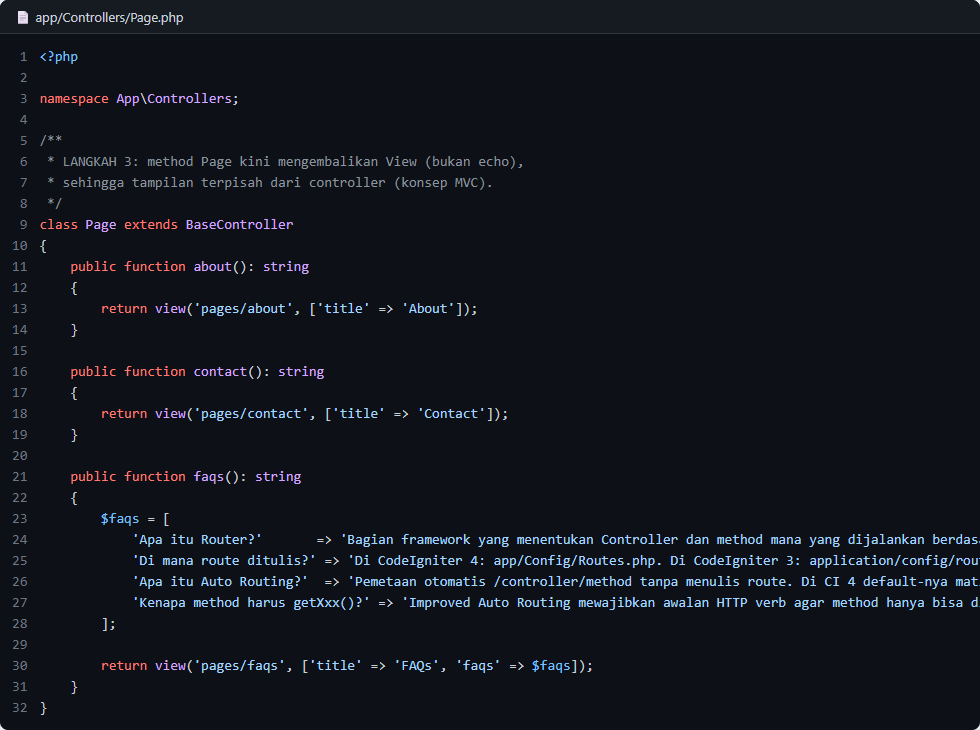 app/Controllers/Page.php
1 <?php
2
3 namespace App\Controllers;
4
5 /**
6  * LANGKAH 3: method Page kini mengembalikan View (bukan echo),
7  * sehingga tampilan terpisah dari controller (konsep MVC).
8  */
9 class Page extends BaseController
10 {
11     public function about(): string
12     {
13         return view('pages/about', ['title' => 'About']);
14     }
15
16     public function contact(): string
17     {
18         return view('pages/contact', ['title' => 'Contact']);
19     }
20
21     public function faqs(): string
22     {
23         $faqs = [
24             'Apa itu Router?'       => 'Bagian framework yang menentukan Controller dan method mana yang dijalankan berdas
25             'Di mana route ditulis?' => 'Di CodeIgniter 4: app/Config/Routes.php. Di CodeIgniter 3: application/config/rou
26             'Apa itu Auto Routing?'  => 'Pemetaan otomatis /controller/method tanpa menulis route. Di CI 4 default-nya mat
27             'Kenapa method harus getXxx()?' => 'Improved Auto Routing mewajibkan awalan HTTP verb agar method hanya bisa d
28         ];
29
30         return view('pages/faqs', ['title' => 'FAQs', 'faqs' => $faqs]);
31     }
32 }